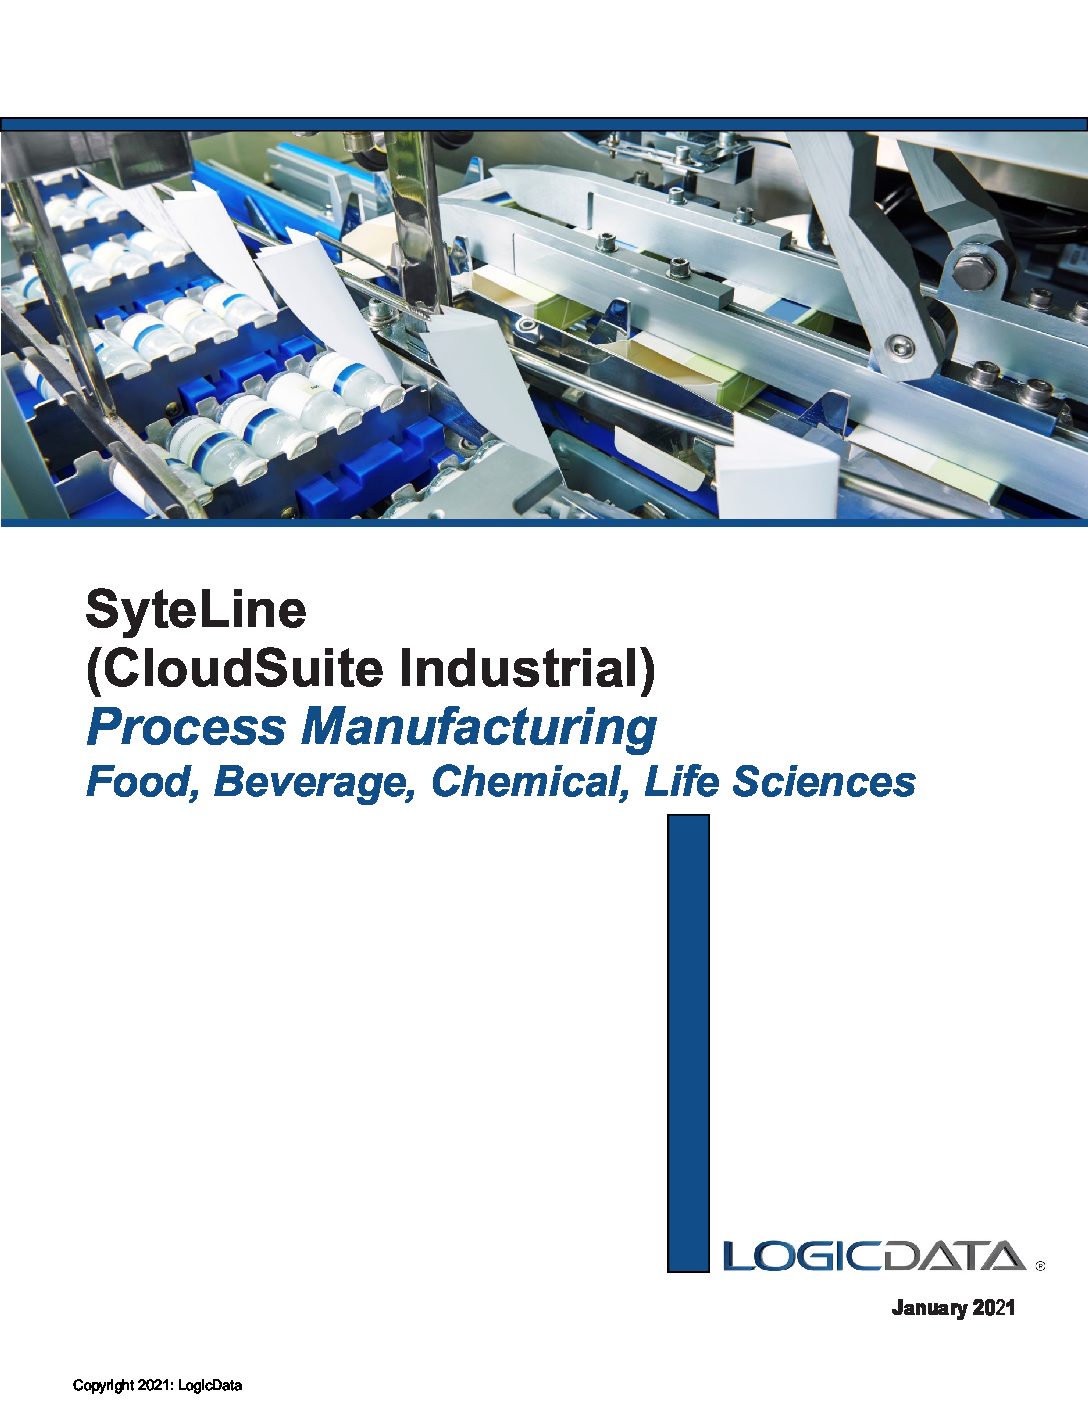 SyteLine
(CloudSuite Industrial)
Process Manufacturing
Food, Beverage, Chemical, Life Sciences
LOGICDATA ®
January 2021
Copyright 2021: LogicData